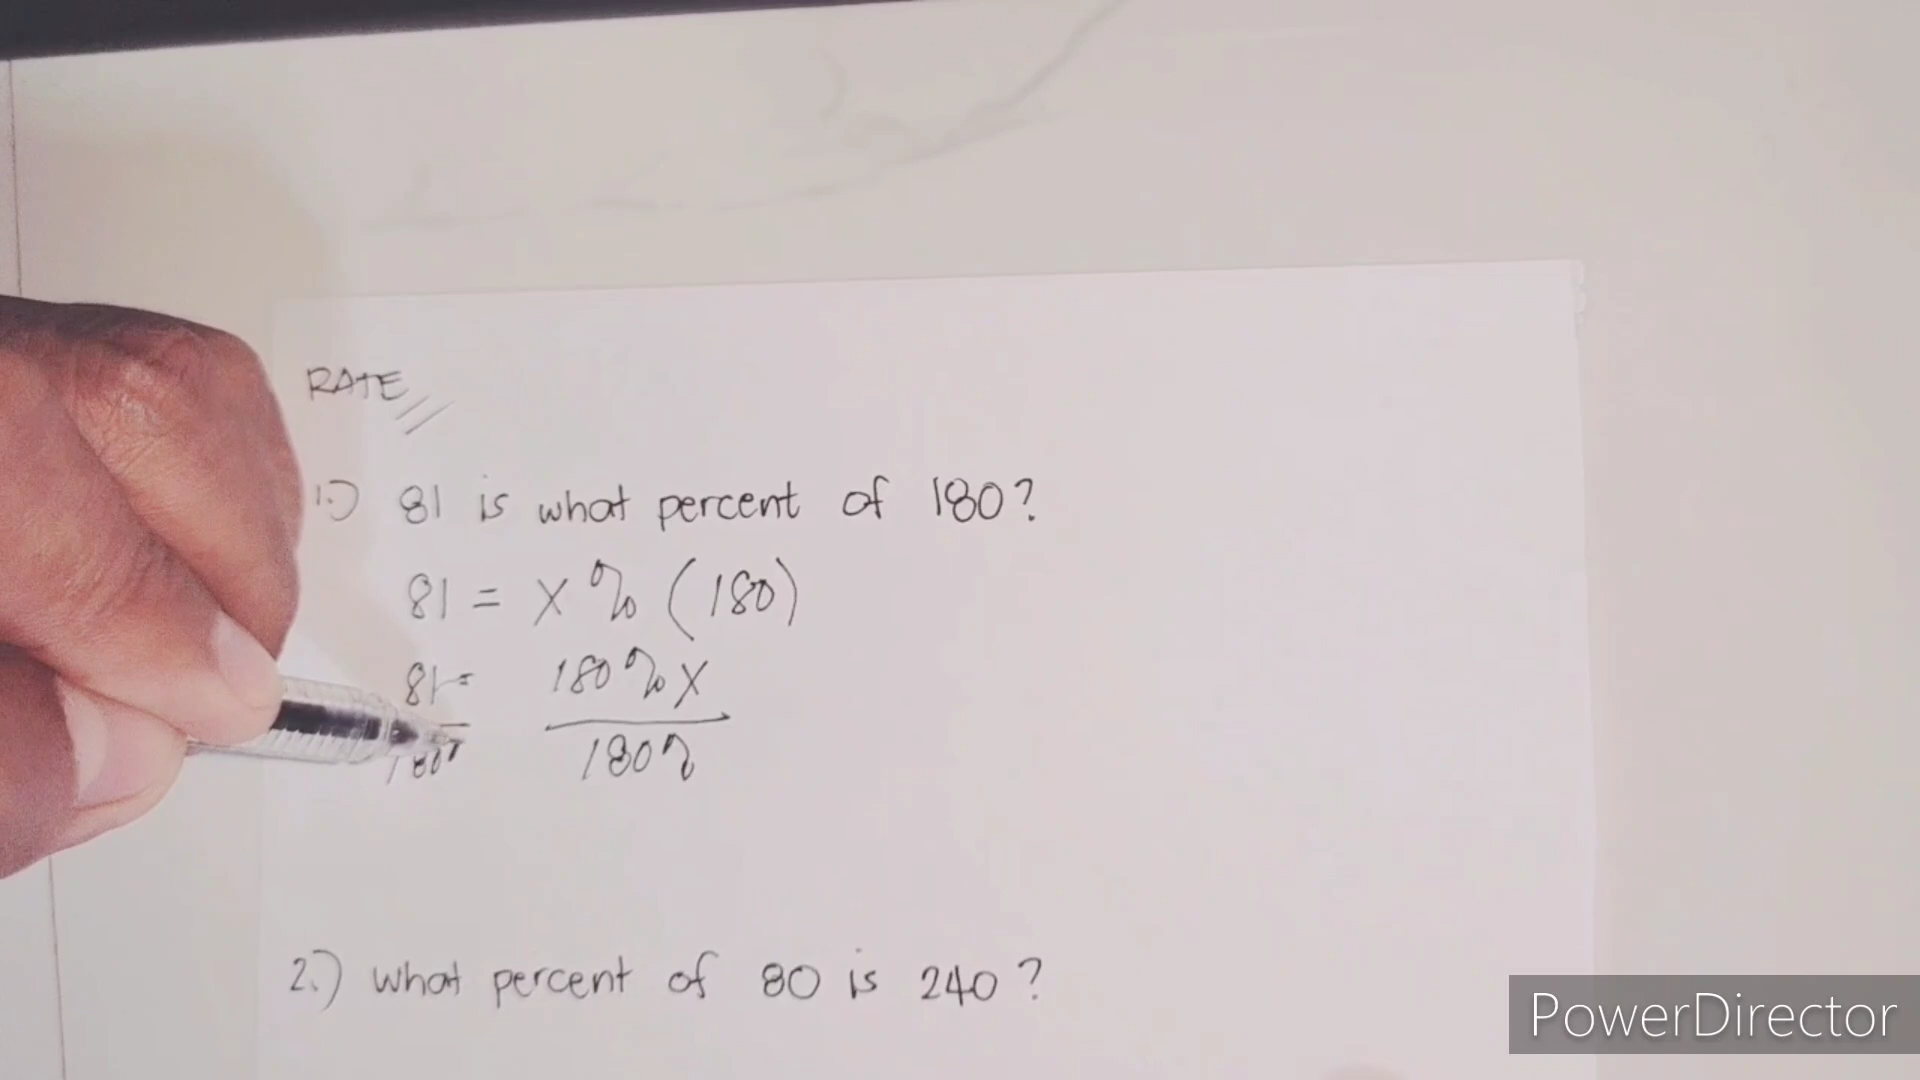 RATE
1.) 81 is what percent of 180?
81 = x % (180)
81 = 180 % x
180% 180%
2.) what percent of 80 is 240?
PowerDirector